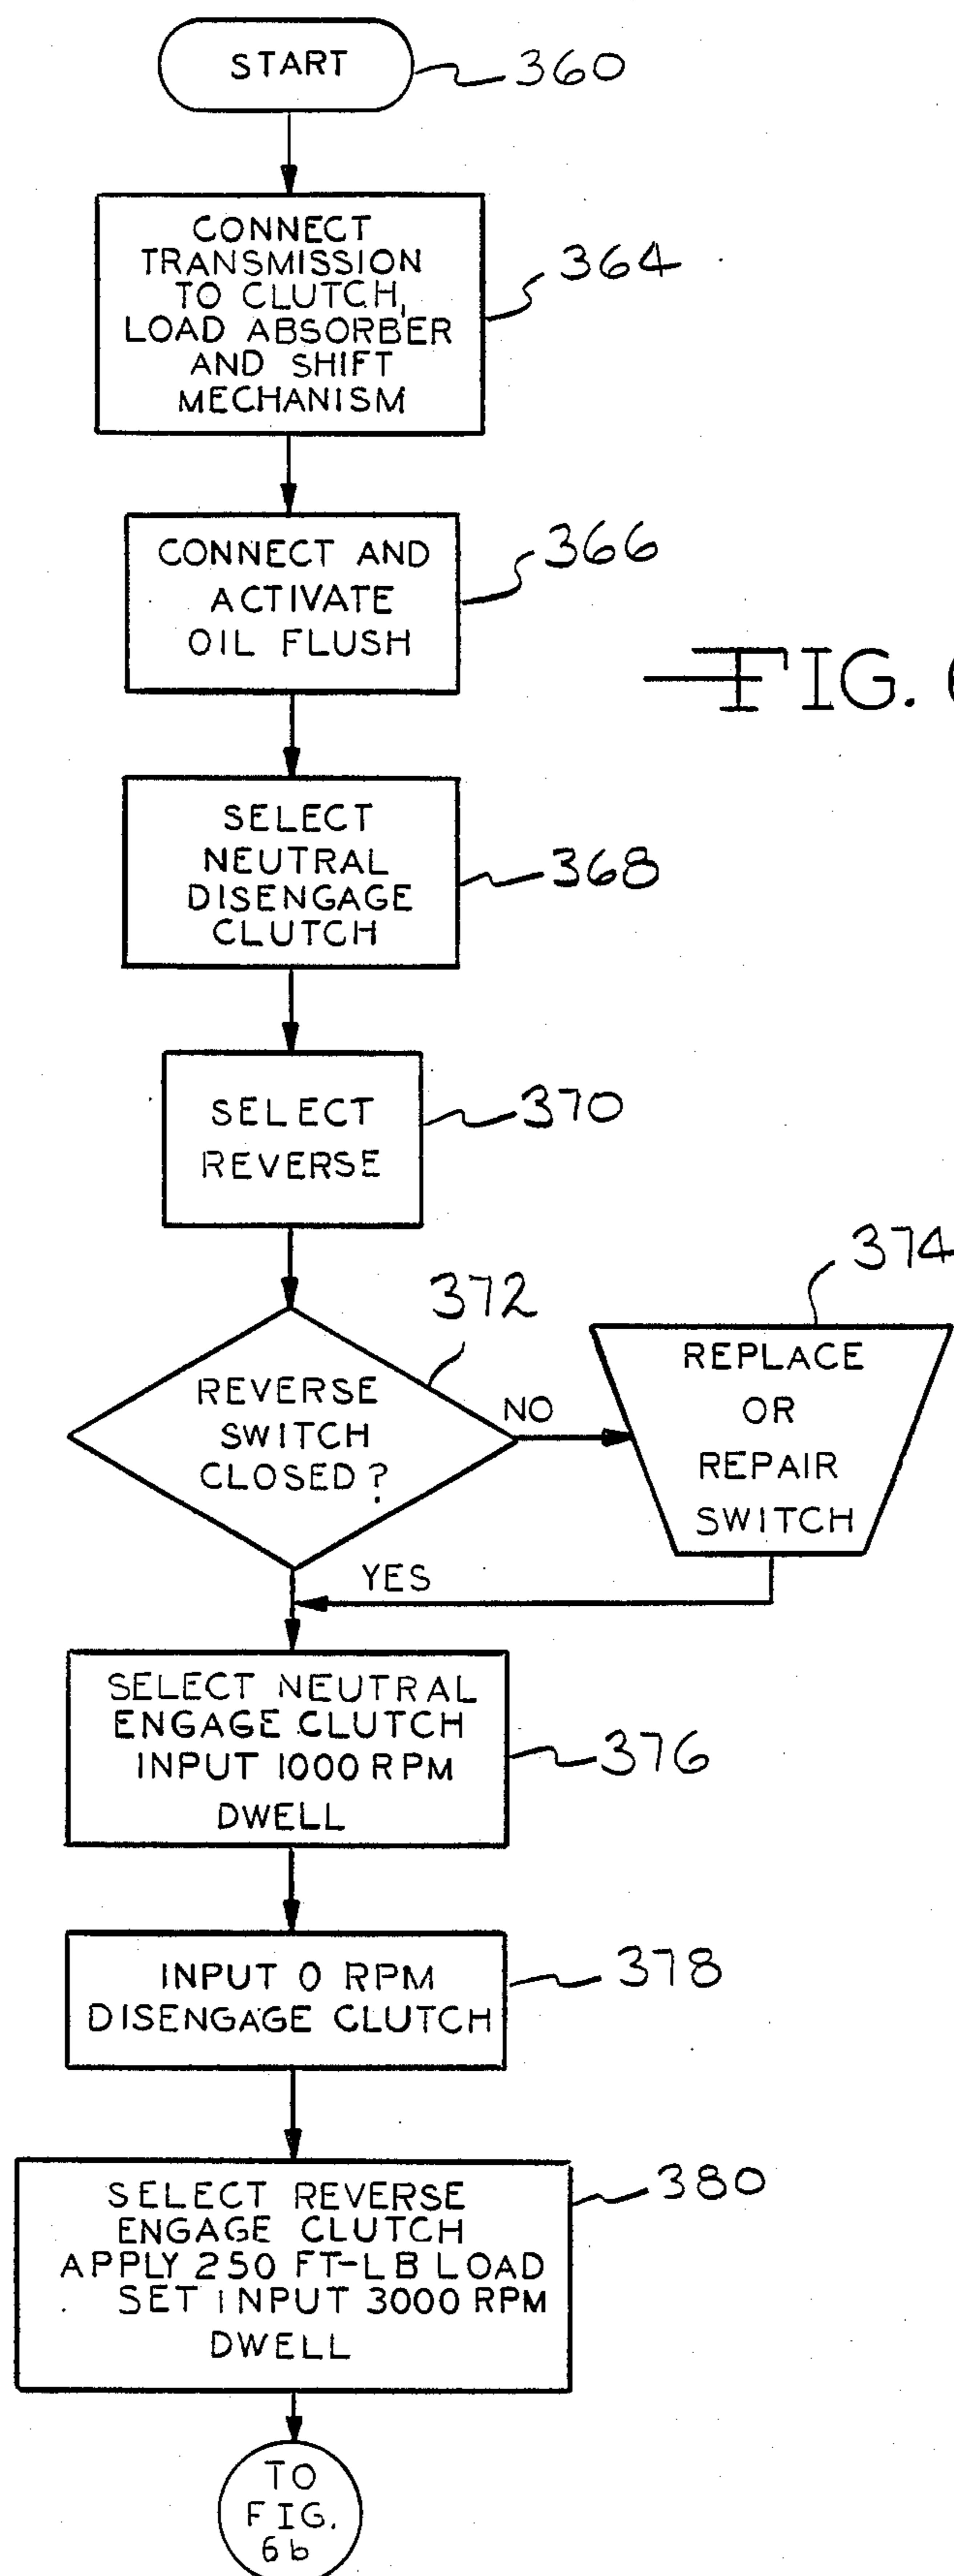 START
360
CONNECT
TRANSMISSION
TO CLUTCH,
LOAD ABSORBER
AND SHIFT
MECHANISM
364
CONNECT AND
ACTIVATE
OIL FLUSH
366
FIG. 6
SELECT
NEUTRAL
DISENGAGE
CLUTCH
368
SELECT
REVERSE
370
REVERSE
SWITCH
CLOSED?
372
NO
REPLACE
OR
REPAIR
SWITCH
374
YES
SELECT NEUTRAL
ENGAGE CLUTCH
INPUT 1000 RPM
DWELL
376
INPUT 0 RPM
DISENGAGE CLUTCH
378
SELECT REVERSE
ENGAGE CLUTCH
APPLY 250 FT-LB LOAD
SET INPUT 3000 RPM
DWELL
380
TO
FIG.
6b